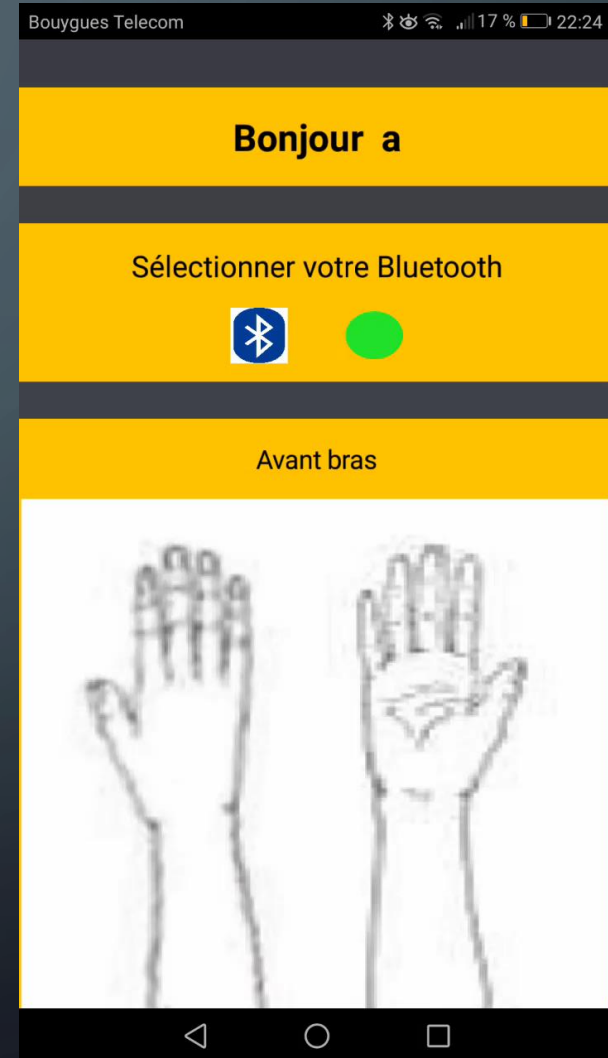 Bouygues Telecom 17 % 22:24
Bonjour a
Sélectionner votre Bluetooth
Avant bras